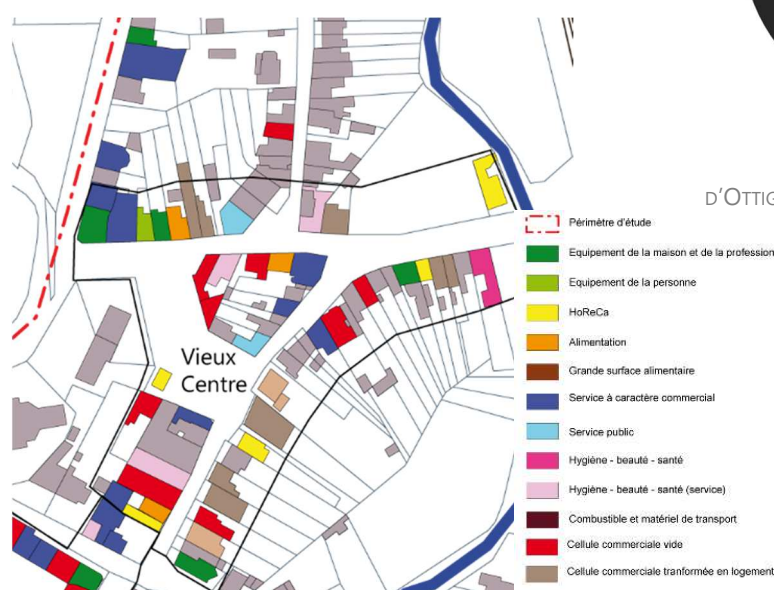 D'OTTIG
Périmètre d'étude
Equipement de la maison et de la profession
Equipement de la personne
HoReCa
Alimentation
Grande surface alimentaire
Service à caractère commercial
Service public
Hygiène - beauté - santé
Hygiène - beauté - santé (service)
Combustible et matériel de transport
Cellule commerciale vide
Cellule commerciale tranformée en logement
Vieux
Centre